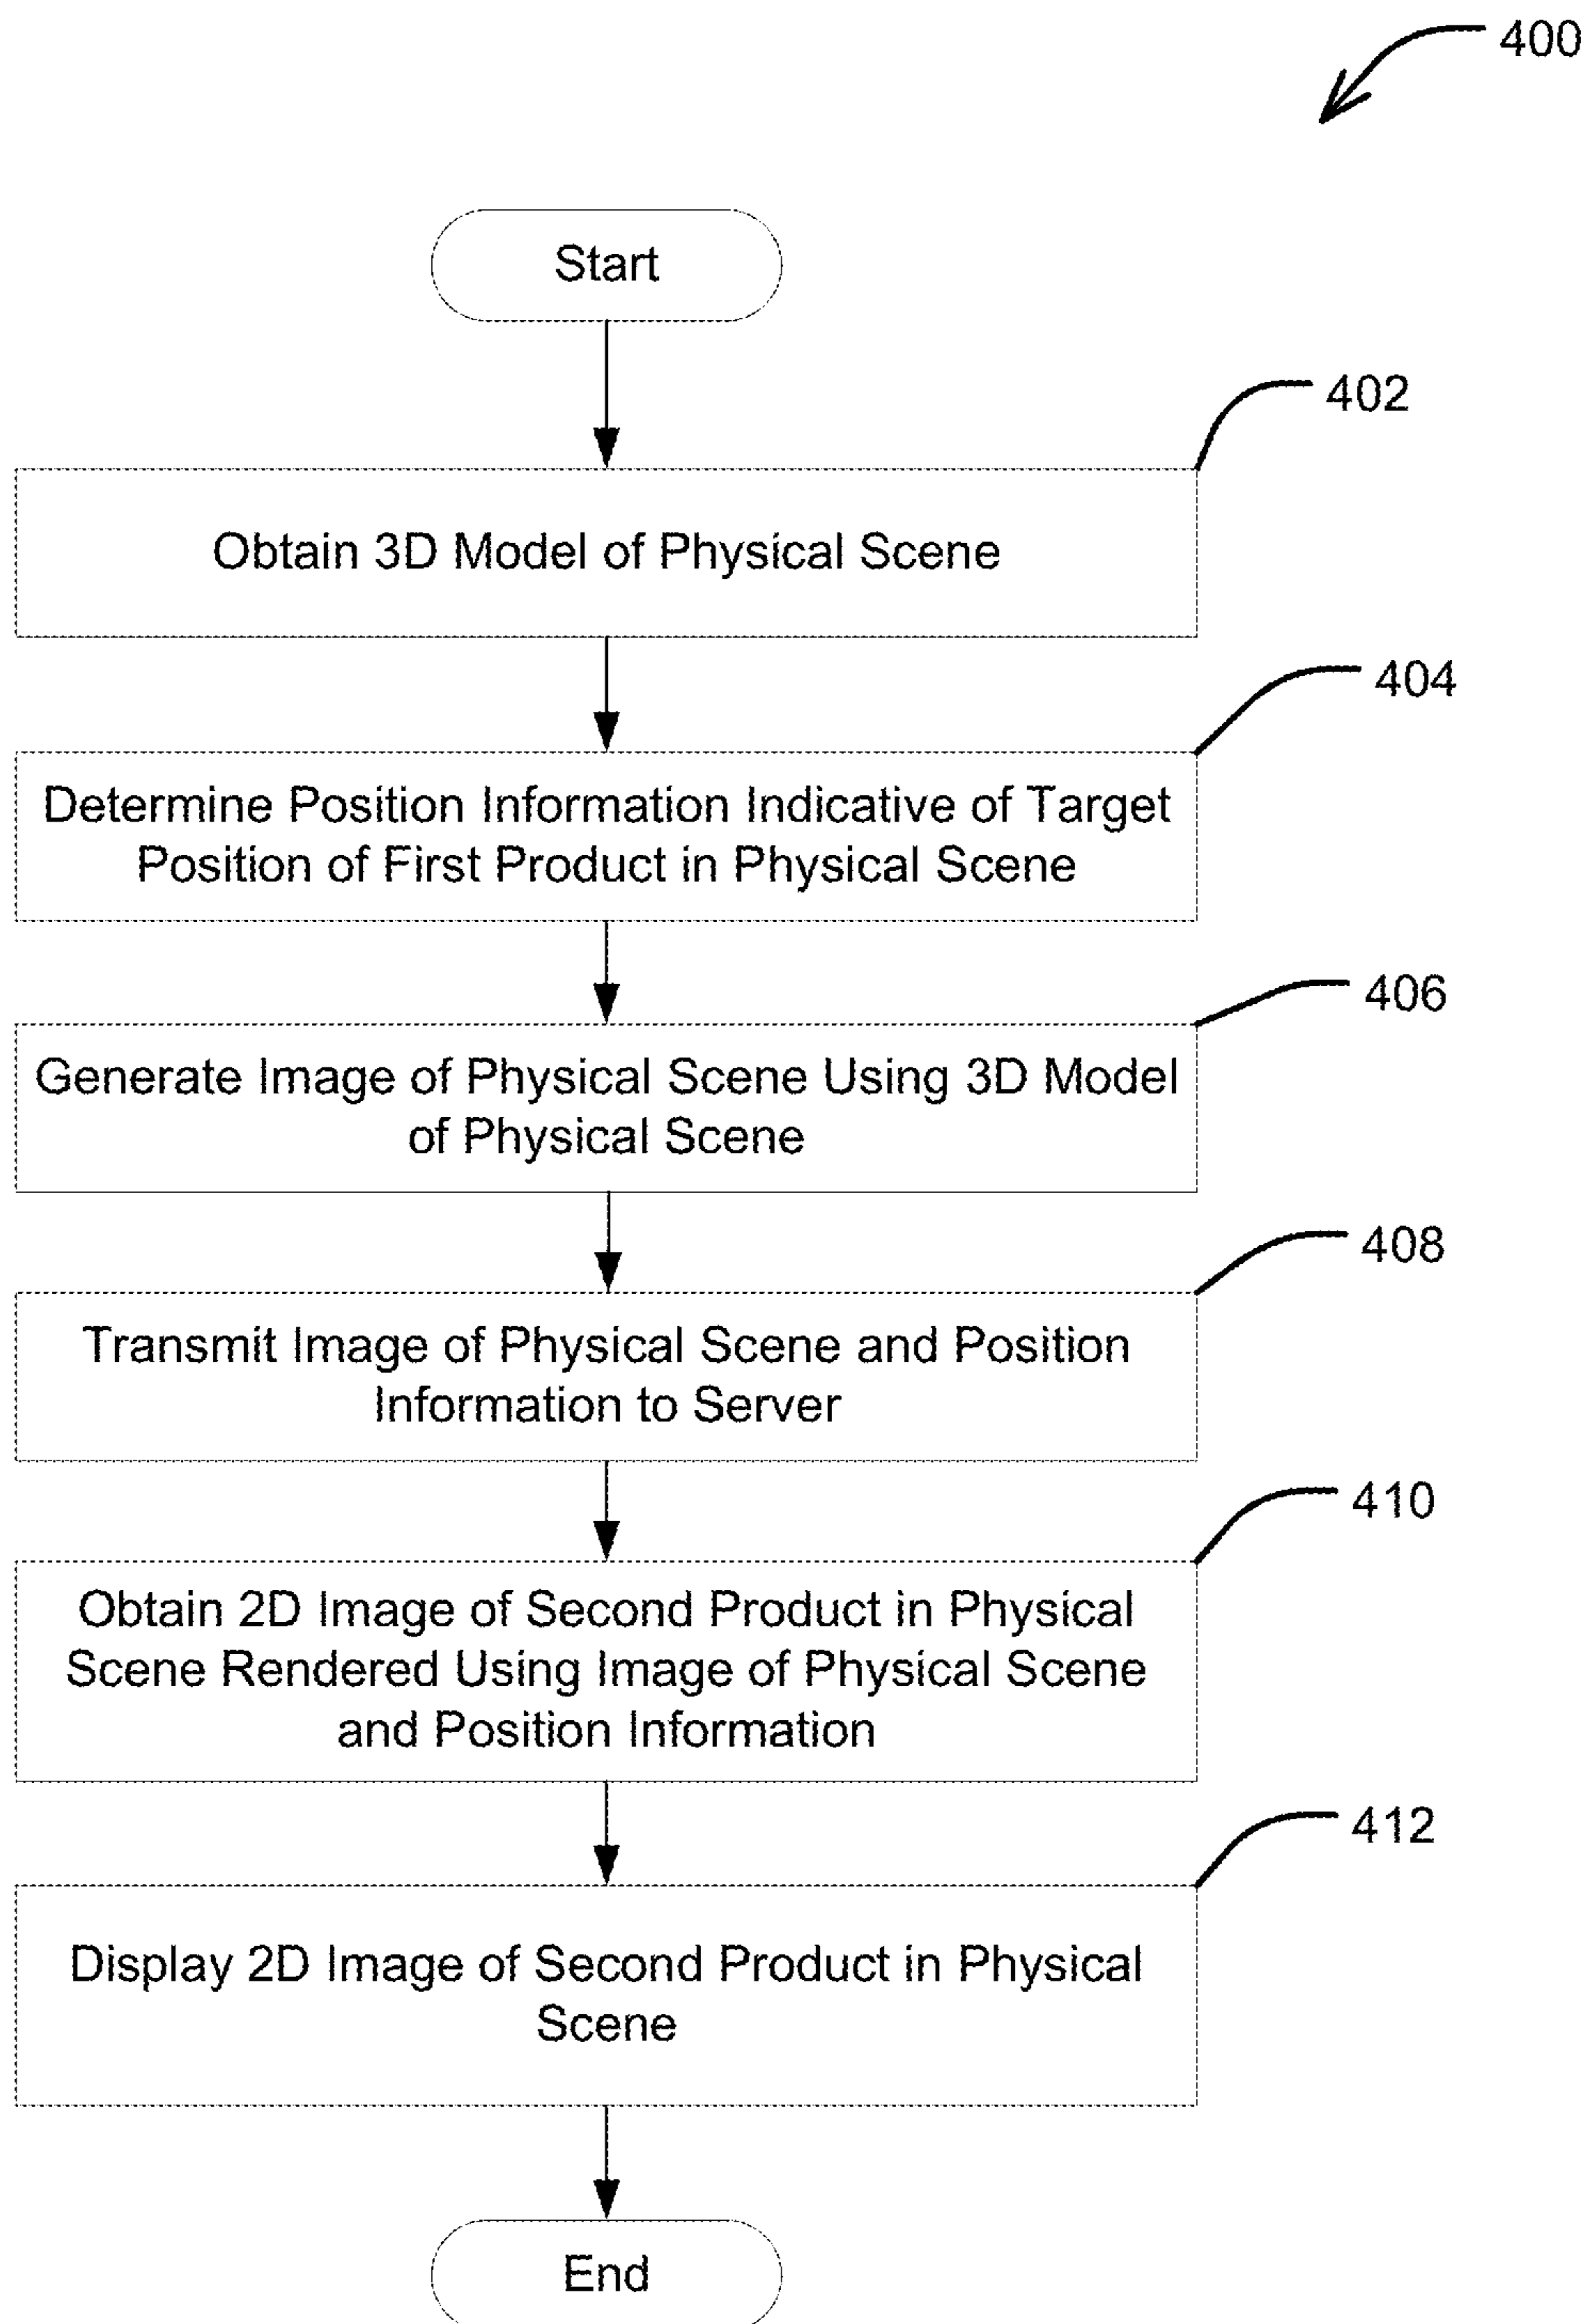 400
Start
402
Obtain 3D Model of Physical Scene
404
Determine Position Information Indicative of Target
Position of First Product in Physical Scene
406
Generate Image of Physical Scene Using 3D Model
of Physical Scene
408
Transmit Image of Physical Scene and Position
Information to Server
410
Obtain 2D Image of Second Product in Physical
Scene Rendered Using Image of Physical Scene
and Position Information
412
Display 2D Image of Second Product in Physical
Scene
End